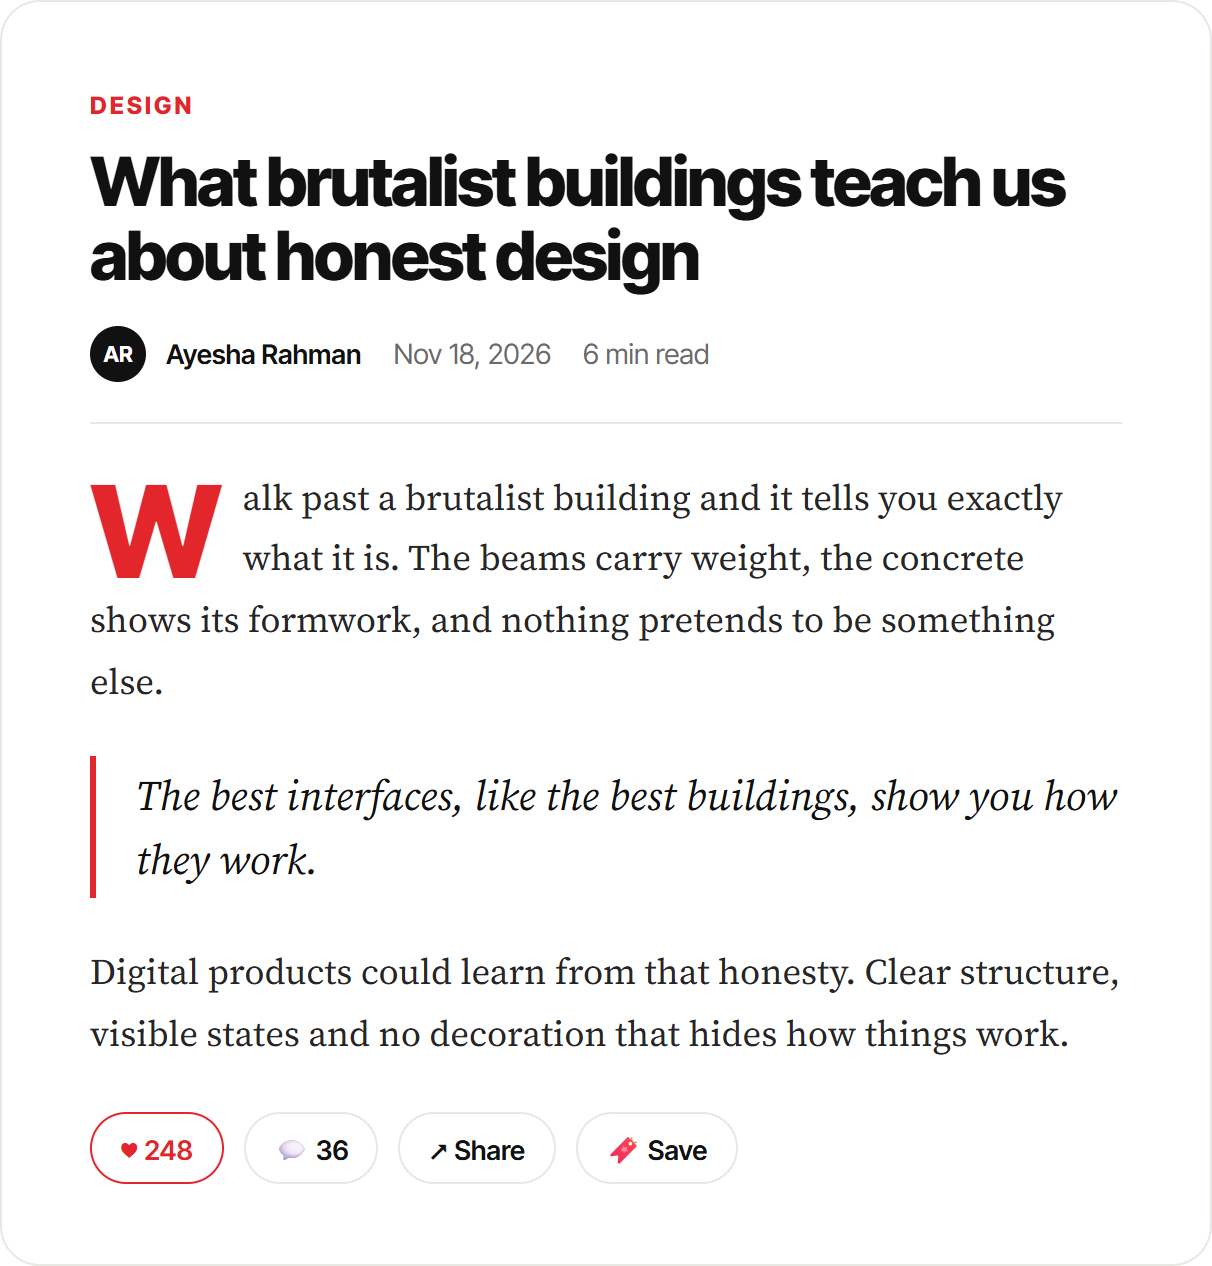 DESIGN
What brutalist buildings teach us
about honest design
AR Ayesha Rahman Nov 18, 2026 6 min read
Walk past a brutalist building and it tells you exactly
what it is. The beams carry weight, the concrete
shows its formwork, and nothing pretends to be something
else.
The best interfaces, like the best buildings, show you how
they work.
Digital products could learn from that honesty. Clear structure,
visible states and no decoration that hides how things work.
♥ 248 💬 36 ↗ Share 🔖 Save